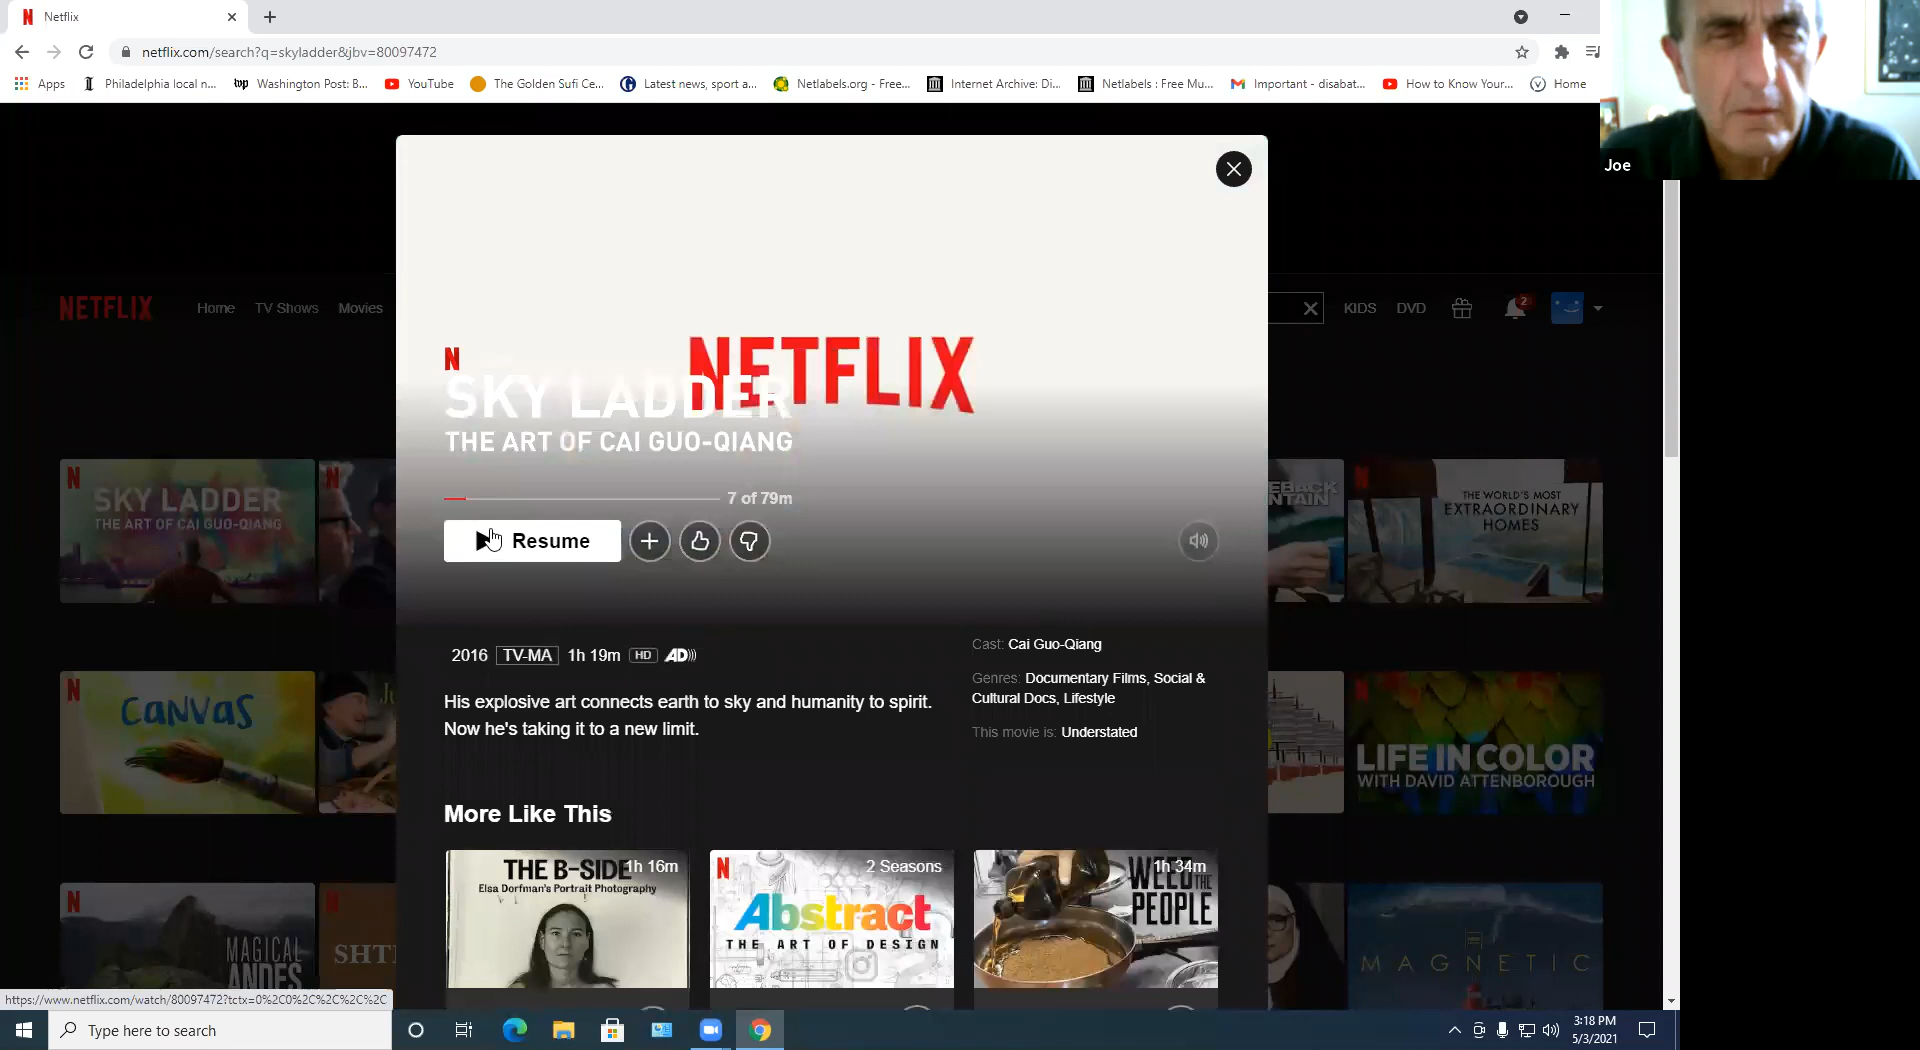 Netflix
netflix.com/search?q=skyladder&jbv=80097472
Apps
Philadelphia local n...
Washington Post: B...
YouTube
The Golden Sufi Ce...
Latest news, sport a...
Netlabels.org - Free...
Internet Archive: Di...
Netlabels : Free Mu...
Important - disabat...
How to Know Your...
Home
Joe
NETFLIX
Home
TV Shows
Movies
KIDS
DVD
2
NETFLIX
SKY LADDER
THE ART OF CAI GUO-QIANG
7 of 79m
Resume
2016 TV-MA 1h 19m HD AD
His explosive art connects earth to sky and humanity to spirit.
Now he's taking it to a new limit.
Cast: Cai Guo-Qiang
Genres: Documentary Films, Social &
Cultural Docs, Lifestyle
This movie is: Understated
More Like This
THE B-SIDE
1h 16m
Elsa Dorfman's Portrait Photography
2 Seasons
Abstract
THE ART OF DESIGN
1h 34m
WEED THE
PEOPLE
SKY LADDER
THE ART OF CAI GUO-QIANG
CANVAS
MAGICAL
ANDES
SHT
THE WORLD'S MOST
EXTRAORDINARY
HOMES
LIFE IN COLOR
WITH DAVID ATTENBOROUGH
MAGNETIC
https://www.netflix.com/watch/80097472?tctx=0%2C0%2C%2C%2C%2C
Type here to search
3:18 PM
5/3/2021